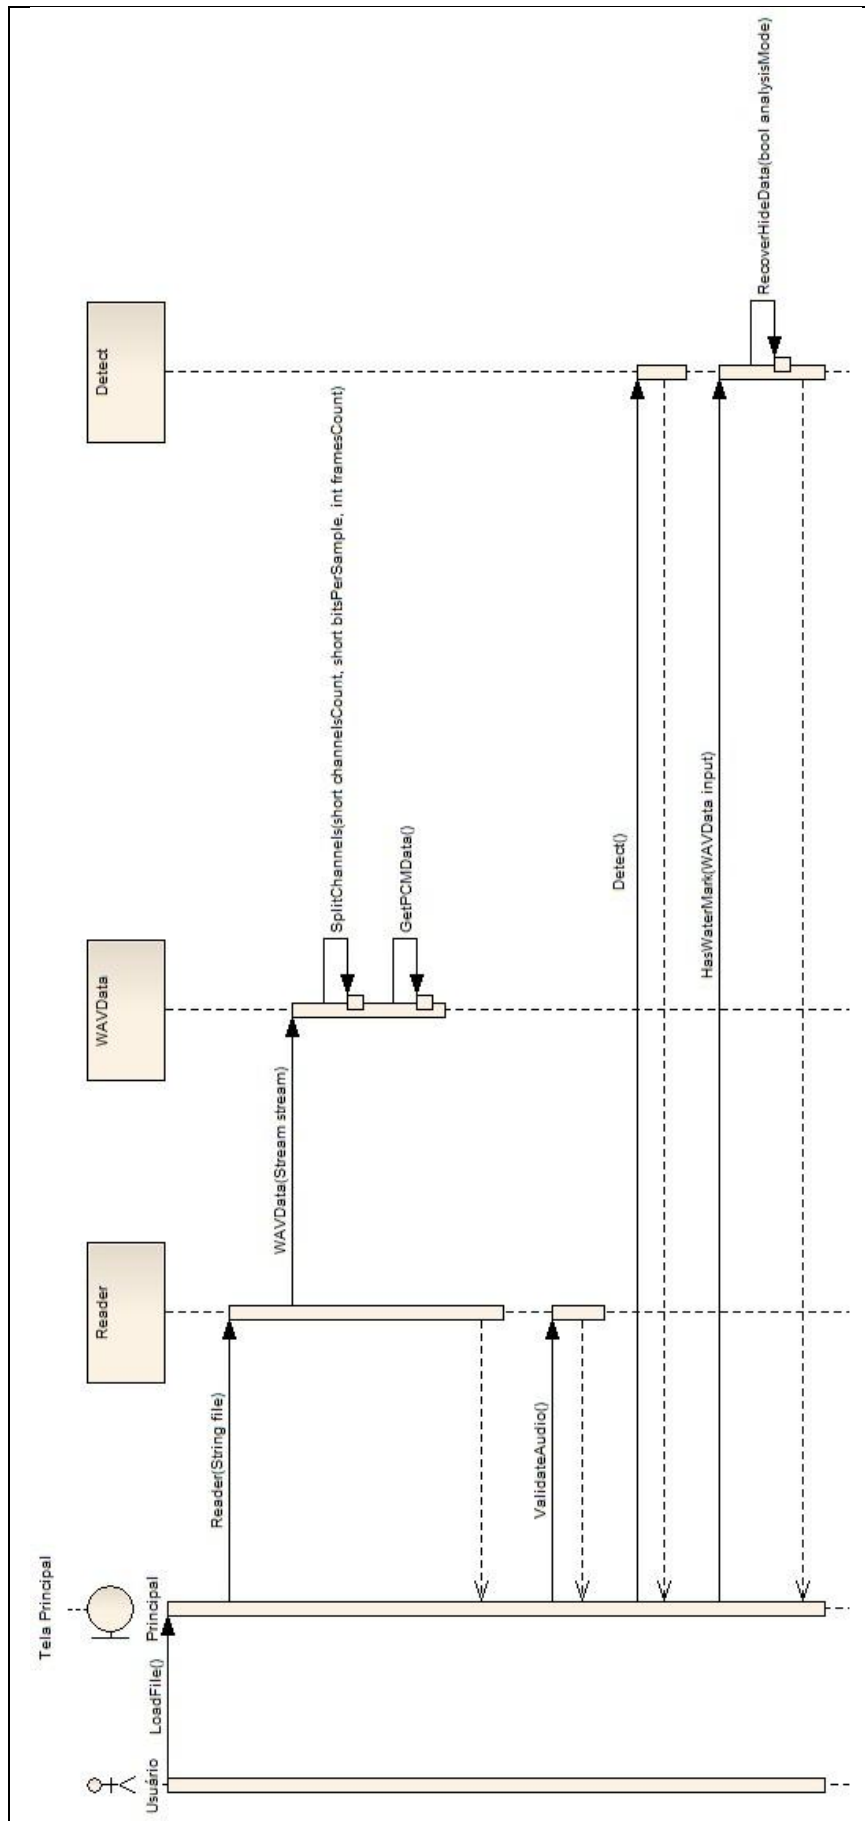 Tela Principal
Usuário
Principal
Reader
WAVData
Detect
LoadFile()
Reader(String file)
WAVData(Stream stream)
SplitChannels(short channelsCount, short bitsPerSample, int framesCount)
GetPCMData()
ValidateAudio()
Detect()
HasWaterMark(WAVData input)
RecoverHideData(bool analysisMode)